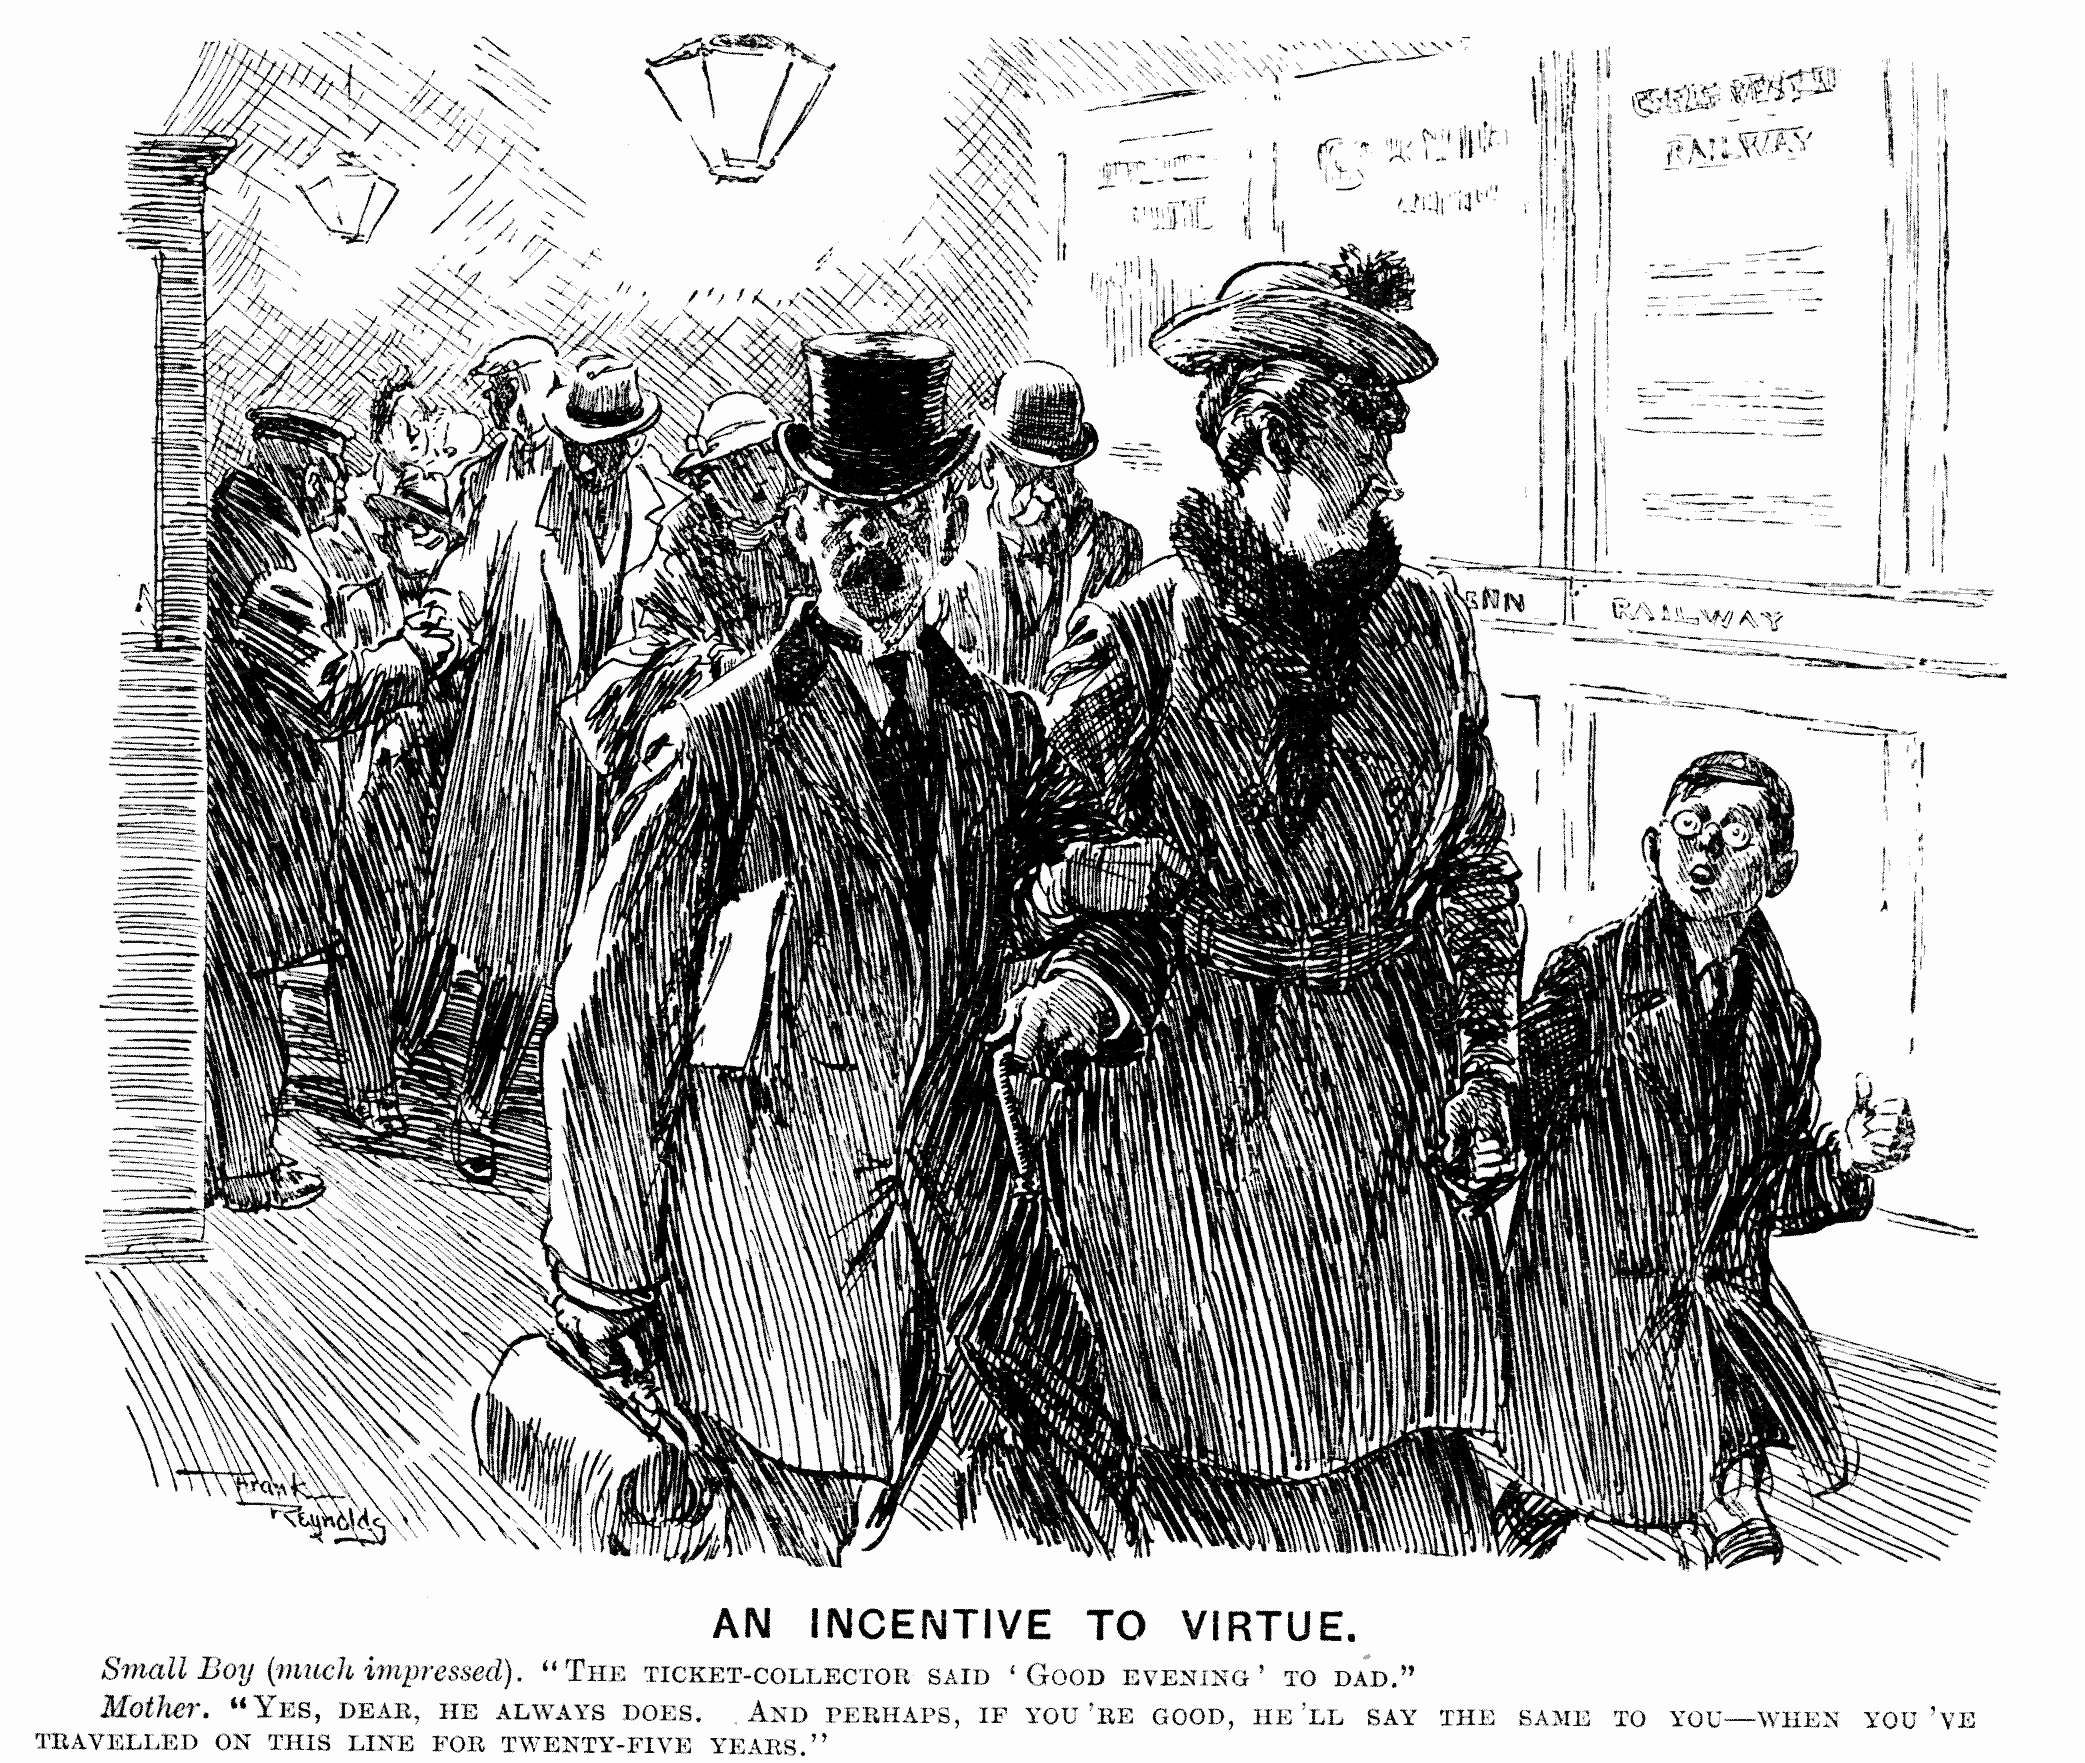 RAILWAY
RAILWAY
Frank
Reynolds
AN INCENTIVE TO VIRTUE.
Small Boy (much impressed). "THE TICKET-COLLECTOR SAID 'GOOD EVENING' TO DAD."
Mother. "YES, DEAR, HE ALWAYS DOES. AND PERHAPS, IF YOU'RE GOOD, HE'LL SAY THE SAME TO YOU—WHEN YOU'VE
TRAVELLED ON THIS LINE FOR TWENTY-FIVE YEARS."